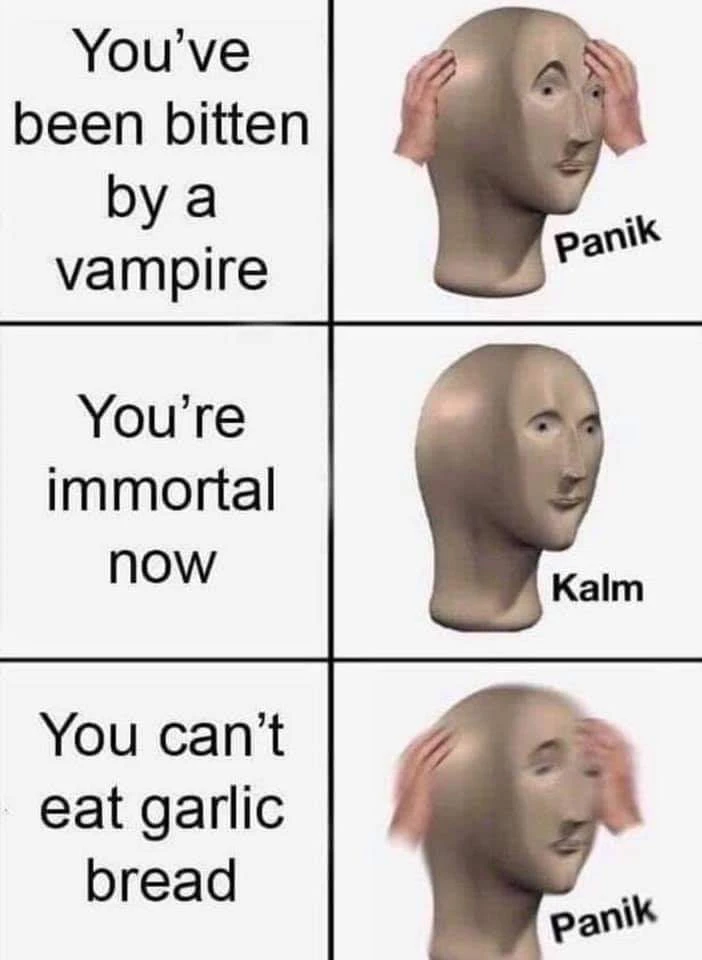 You’ve
been bitten
by a
vampire
Panik
You’re
immortal
now
Kalm
You can’t
eat garlic
bread
Panik